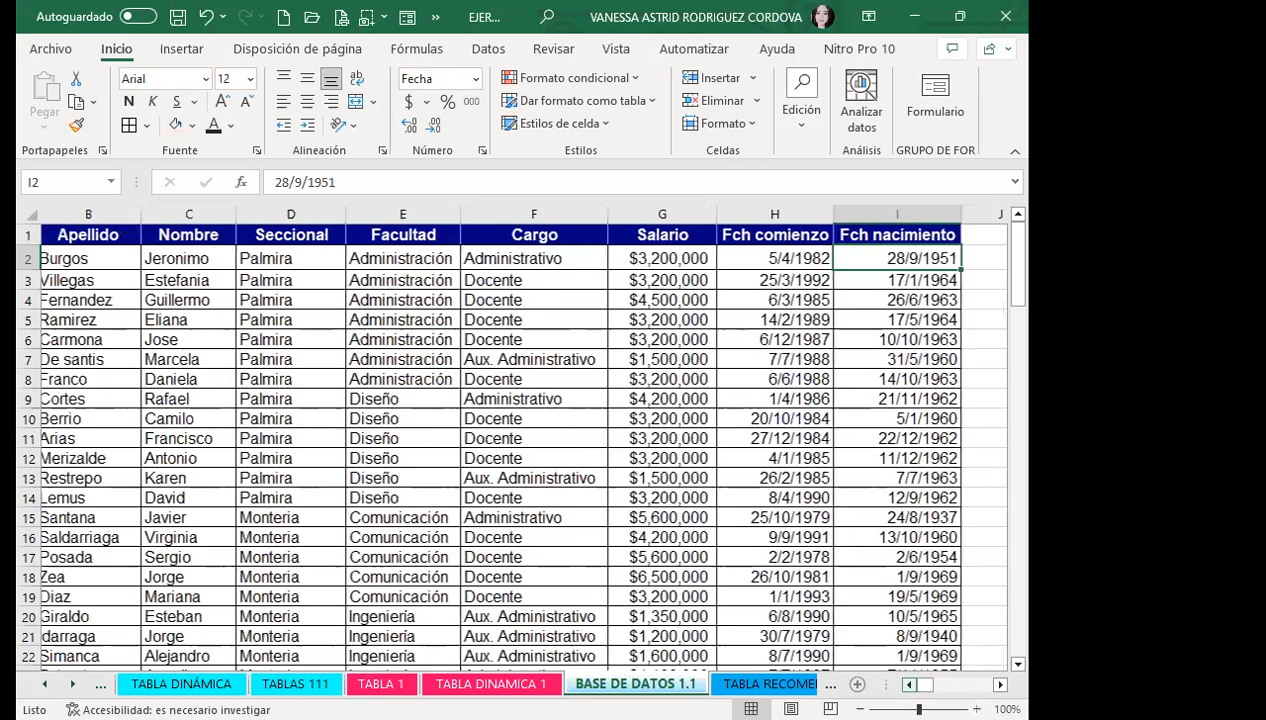 Autoguardado EJER... VANESSA ASTRID RODRIGUEZ CORDOVA
Archivo Inicio Insertar Disposición de página Fórmulas Datos Revisar Vista Automatizar Ayuda Nitro Pro 10
Pegar Arial 12 Fecha Formato condicional Insertar
N K S $ % 000 Dar formato como tabla Eliminar Edición Analizar datos Formulario
A Estilos de celda Formato
Portapapeles Fuente Alineación Número Estilos Celdas Análisis GRUPO DE FOR
I2 fx 28/9/1951
B C D E F G H I J
1 Apellido Nombre Seccional Facultad Cargo Salario Fch comienzo Fch nacimiento
2 Burgos Jeronimo Palmira Administración Administrativo $3,200,000 5/4/1982 28/9/1951
3 Villegas Estefania Palmira Administración Docente $3,200,000 25/3/1992 17/1/1964
4 Fernandez Guillermo Palmira Administración Docente $4,500,000 6/3/1985 26/6/1963
5 Ramirez Eliana Palmira Administración Docente $3,200,000 14/2/1989 17/5/1964
6 Carmona Jose Palmira Administración Docente $3,200,000 6/12/1987 10/10/1963
7 De santis Marcela Palmira Administración Aux. Administrativo $1,500,000 7/7/1988 31/5/1960
8 Franco Daniela Palmira Administración Docente $3,200,000 6/6/1988 14/10/1963
9 Cortes Rafael Palmira Diseño Administrativo $4,200,000 1/4/1986 21/11/1962
10 Berrio Camilo Palmira Diseño Docente $3,200,000 20/10/1984 5/1/1960
11 Arias Francisco Palmira Diseño Docente $3,200,000 27/12/1984 22/12/1962
12 Merizalde Antonio Palmira Diseño Docente $3,200,000 4/1/1985 11/12/1962
13 Restrepo Karen Palmira Diseño Aux. Administrativo $1,500,000 26/2/1985 7/7/1963
14 Lemus David Palmira Diseño Docente $3,200,000 8/4/1990 12/9/1962
15 Santana Javier Monteria Comunicación Administrativo $5,600,000 25/10/1979 24/8/1937
16 Saldarriaga Virginia Monteria Comunicación Docente $4,200,000 9/9/1991 13/10/1960
17 Posada Sergio Monteria Comunicación Docente $5,600,000 2/2/1978 2/6/1954
18 Zea Jorge Monteria Comunicación Docente $6,500,000 26/10/1981 1/9/1969
19 Diaz Mariana Monteria Comunicación Docente $3,200,000 1/1/1993 19/5/1969
20 Giraldo Esteban Monteria Ingeniería Aux. Administrativo $1,350,000 6/8/1990 10/5/1965
21 Idarraga Jorge Monteria Ingeniería Aux. Administrativo $1,200,000 30/7/1979 8/9/1940
22 Simanca Alejandro Monteria Ingeniería Aux. Administrativo $1,600,000 8/7/1990 1/9/1969
... TABLA DINÁMICA TABLAS 111 TABLA 1 TABLA DINAMICA 1 BASE DE DATOS 1.1 TABLA RECOME ...
Listo Accesibilidad: es necesario investigar 100%